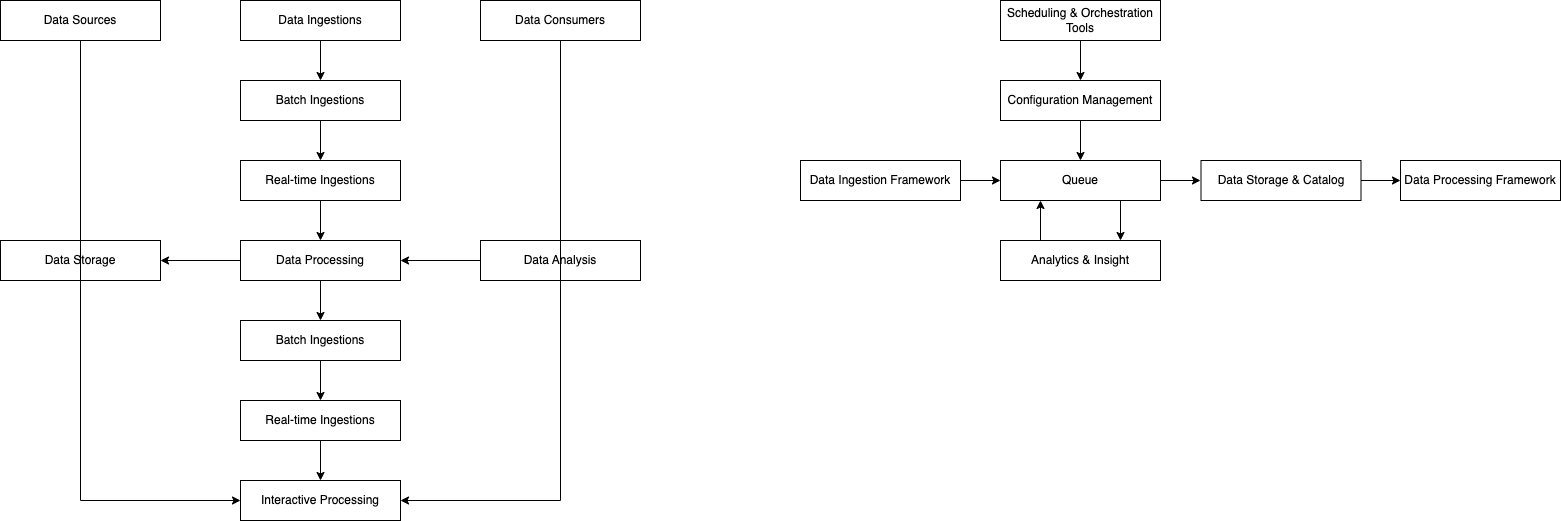 Data Sources
Data Ingestions
Data Consumers
Batch Ingestions
Real-time Ingestions
Data Storage
Data Processing
Data Analysis
Batch Ingestions
Real-time Ingestions
Interactive Processing
Scheduling & Orchestration
Tools
Configuration Management
Data Ingestion Framework
Queue
Data Storage & Catalog
Data Processing Framework
Analytics & Insight